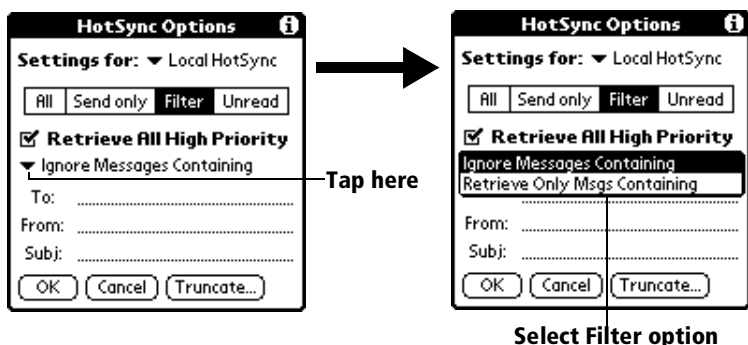 HotSync Options
Settings for: Local HotSync
All Send only Filter Unread
Retrieve All High Priority
Ignore Messages Containing
To:
From:
Subj:
OK Cancel Truncate...
Tap here
HotSync Options
Settings for: Local HotSync
All Send only Filter Unread
Retrieve All High Priority
Ignore Messages Containing
Retrieve Only Msgs Containing
From:
Subj:
OK Cancel Truncate...
Select Filter option